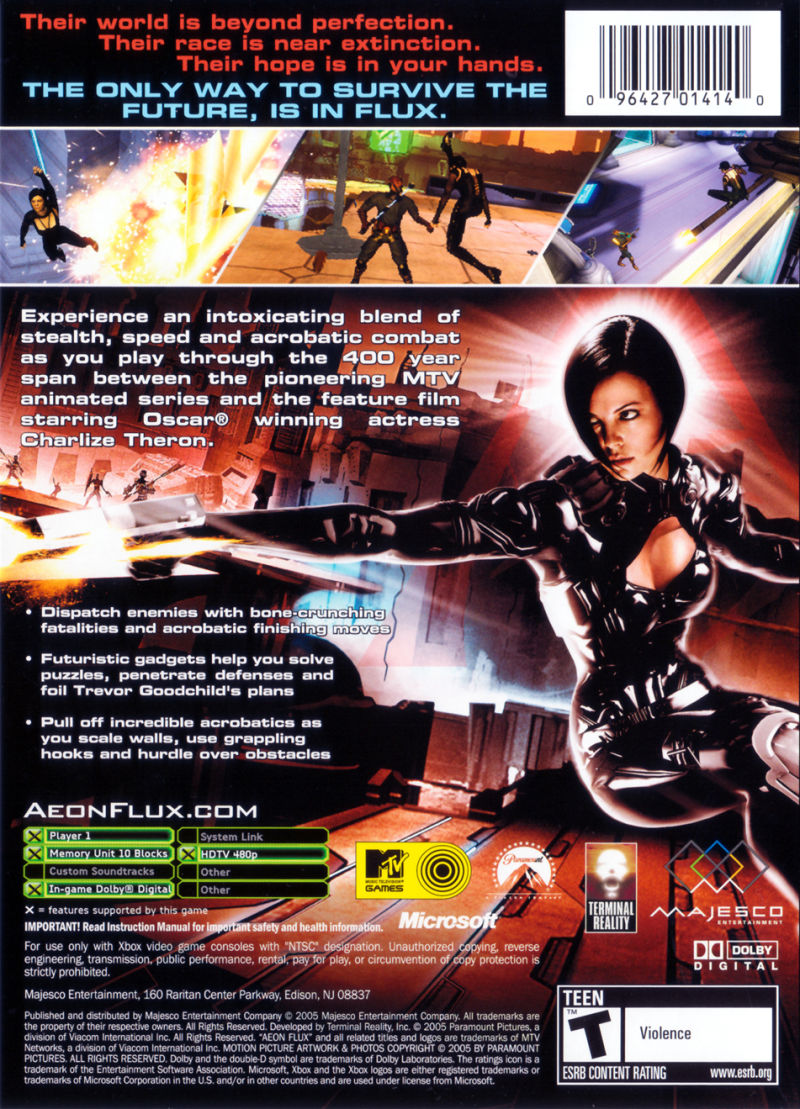 Their world is beyond perfection.
Their race is near extinction.
Their hope is in your hands.
THE ONLY WAY TO SURVIVE THE
FUTURE, IS IN FLUX.
0 96427 01414 0
Experience an intoxicating blend of
stealth, speed and acrobatic combat
as you play through the 400 year
span between the pioneering MTV
animated series and the feature film
starring Oscar® winning actress
Charlize Theron.
• Dispatch enemies with bone-crunching
fatalities and acrobatic finishing moves
• Futuristic gadgets help you solve
puzzles, penetrate defenses and
foil Trevor Goodchild's plans
• Pull off incredible acrobatics as
you scale walls, use grappling
hooks and hurdle over obstacles
AEONFLUX.COM
X Player 1
System Link
X Memory Unit 10 Blocks
X HDTV 480p
Custom Soundtracks
Other
X In-game Dolby® Digital
Other
X = features supported by this game
MTV
MUSIC TELEVISION®
GAMES
Paramount
TERMINAL
REALITY
MAJESCO
ENTERTAINMENT
IMPORTANT! Read Instruction Manual for important safety and health information.
Microsoft
DOLBY
DIGITAL
For use only with Xbox video game consoles with "NTSC" designation. Unauthorized copying, reverse
engineering, transmission, public performance, rental, pay for play, or circumvention of copy protection is
strictly prohibited.
Majesco Entertainment, 160 Raritan Center Parkway, Edison, NJ 08837
Published and distributed by Majesco Entertainment Company © 2005 Majesco Entertainment Company. All trademarks are
the property of their respective owners. All Rights Reserved. Developed by Terminal Reality, Inc. © 2005 Paramount Pictures, a
division of Viacom International Inc. All Rights Reserved. "AEON FLUX" and all related titles and logos are trademarks of MTV
Networks, a division of Viacom International Inc. MOTION PICTURE ARTWORK & PHOTOS COPYRIGHT © 2005 BY PARAMOUNT
PICTURES. ALL RIGHTS RESERVED. Dolby and the double-D symbol are trademarks of Dolby Laboratories. The ratings icon is a
trademark of the Entertainment Software Association. Microsoft, Xbox and the Xbox logos are either registered trademarks or
trademarks of Microsoft Corporation in the U.S. and/or in other countries and are used under license from Microsoft.
TEEN
T
TM
Violence
ESRB CONTENT RATING www.esrb.org